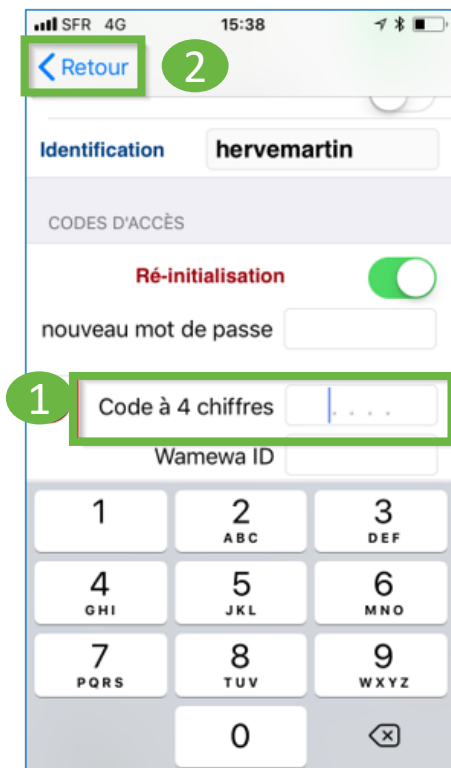 SFR 4G 15:38
Retour 2
Identification hervemartin
CODES D'ACCÈS
Ré-initialisation
nouveau mot de passe
1 Code à 4 chiffres . . . .
Wamewa ID
1 2 3
ABC DEF
4 5 6
GHI JKL MNO
7 8 9
PQRS TUV WXYZ
0